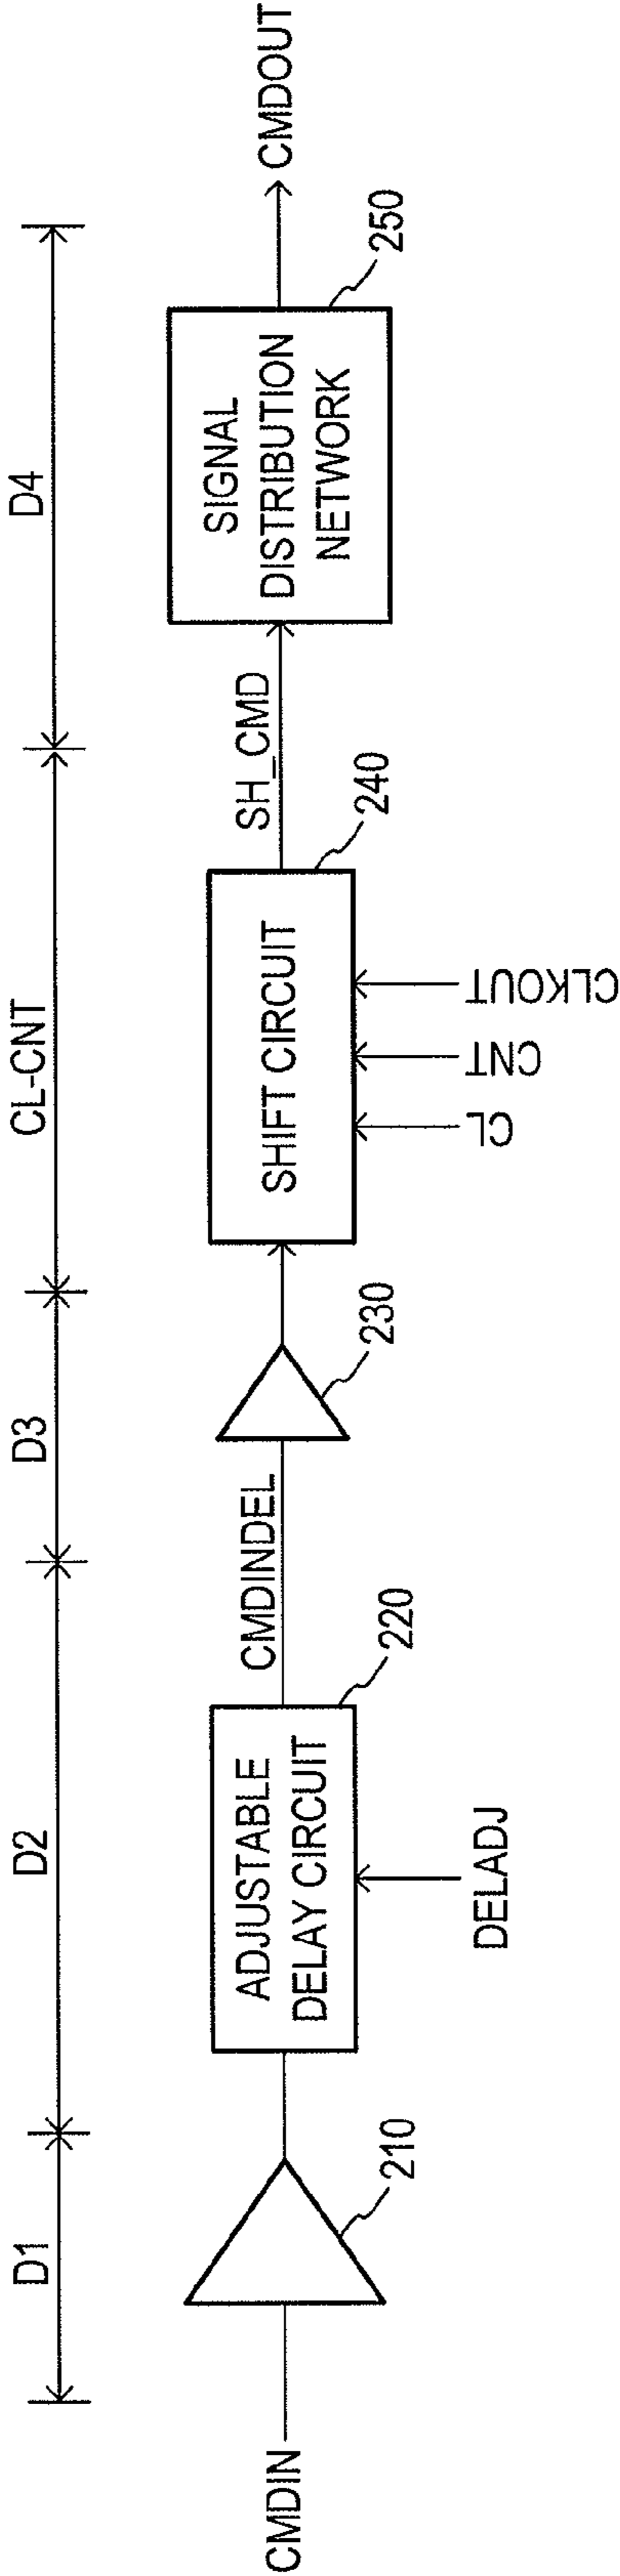 D1
D2
D3
CL-CNT
D4
CMDIN
210
ADJUSTABLE
DELAY CIRCUIT
220
DELADJ
CMDINDEL
230
SHIFT CIRCUIT
240
CL
CNT
CLKOUT
SH_CMD
SIGNAL
DISTRIBUTION
NETWORK
250
CMDOUT